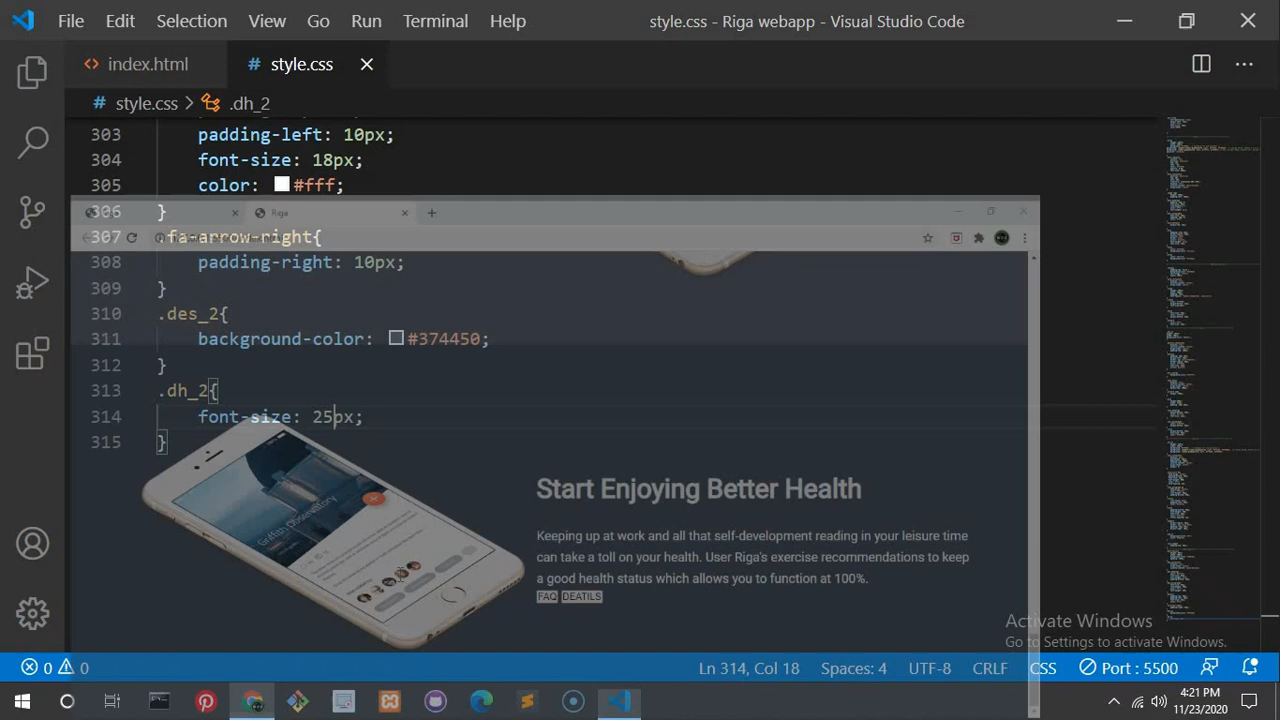 File Edit Selection View Go Run Terminal Help style.css - Riga webapp - Visual Studio Code
<> index.html # style.css
# style.css > .dh_2
303 padding-left: 10px;
304 font-size: 18px;
305 color: #fff;
306 }
Riga
307 .fa-arrow-right{
308 padding-right: 10px;
309 }
310 .des_2{
311 background-color: #374450;
312 }
313 .dh_2{
314 font-size: 25px;
315 }
Griffith Observatory
Start Enjoying Better Health
Keeping up at work and all that self-development reading in your leisure time
can take a toll on your health. User Riga's exercise recommendations to keep
a good health status which allows you to function at 100%.
FAQ DEATILS
Activate Windows
Go to Settings to activate Windows.
0 0 Ln 314, Col 18 Spaces: 4 UTF-8 CRLF CSS Port : 5500
4:21 PM
11/23/2020